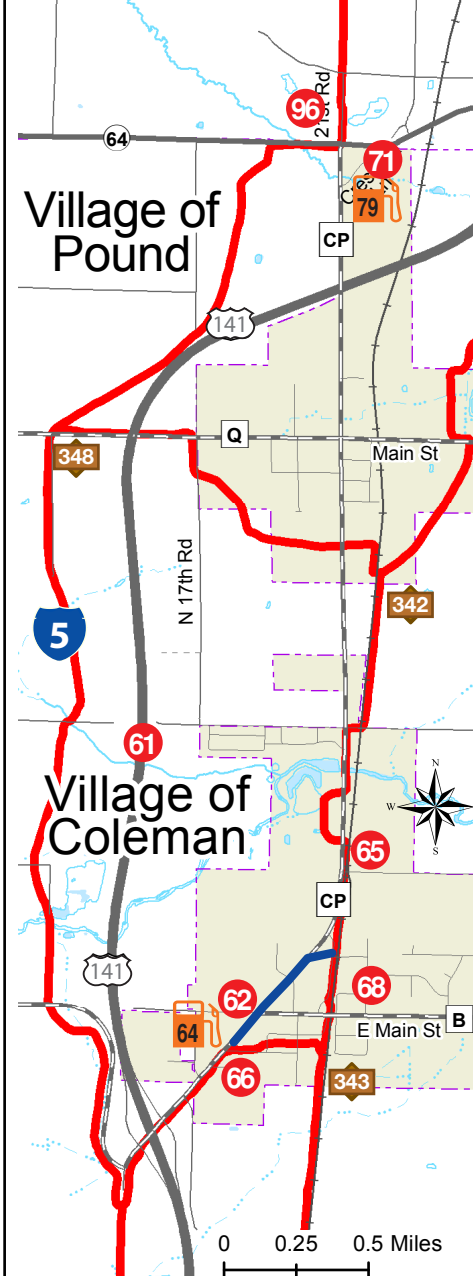 96
21st Rd
64
71
79
CP
Village of
Pound
141
Q
Main St
348
N 17th Rd
342
5
61
Village of
Coleman
N
W
E
S
65
CP
141
62
68
64
B
E Main St
66
343
0 0.25 0.5 Miles